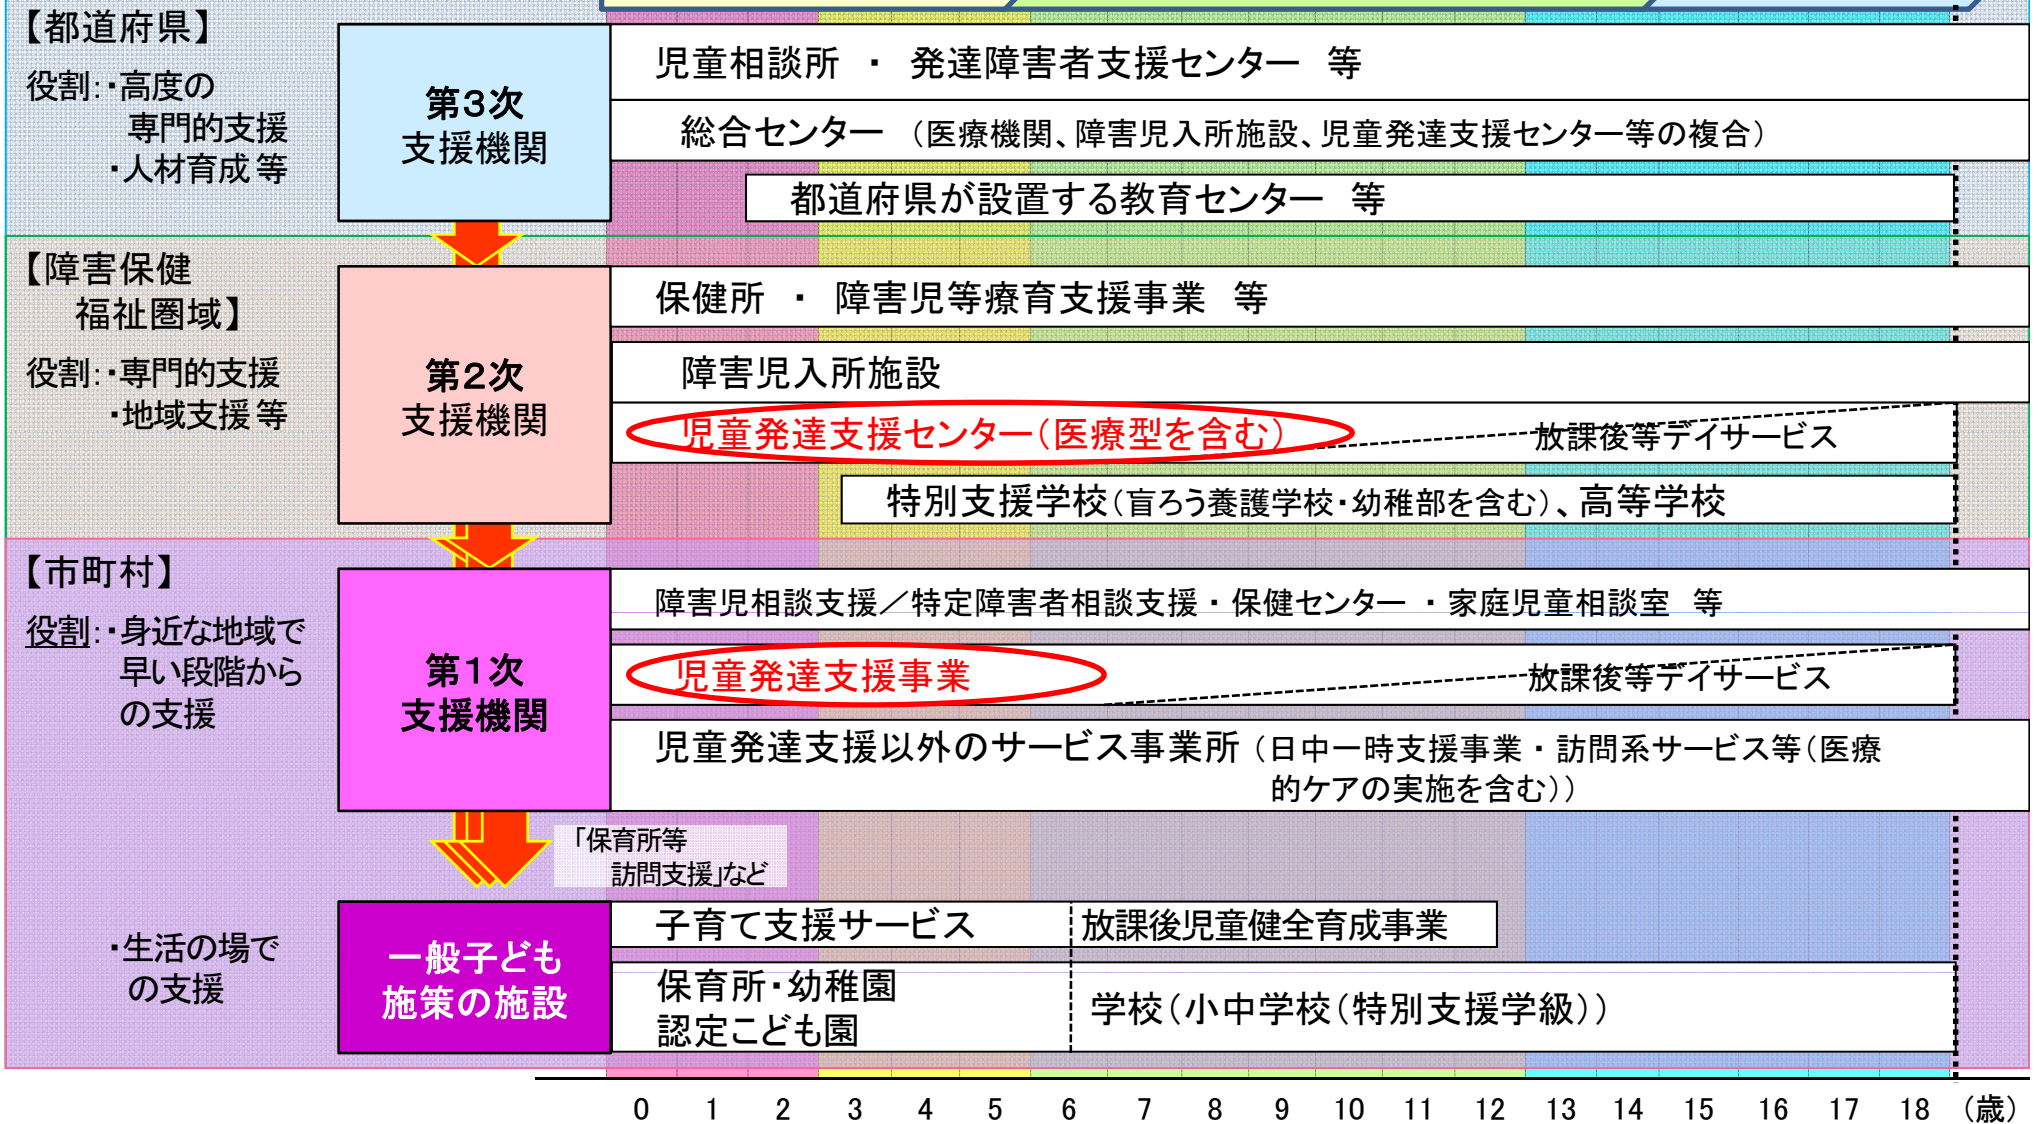 【都道府県】
役割:・高度の
専門的支援
・人材育成 等
第3次
支援機関
児童相談所 ・ 発達障害者支援センター 等
総合センター (医療機関、障害児入所施設、児童発達支援センター等の複合)
都道府県が設置する教育センター 等
【障害保健
福祉圏域】
役割:・専門的支援
・地域支援 等
第2次
支援機関
保健所 ・ 障害児等療育支援事業 等
障害児入所施設
児童発達支援センター(医療型を含む)
放課後等デイサービス
特別支援学校(盲ろう養護学校・幼稚部を含む)、高等学校
【市町村】
役割:・身近な地域で
早い段階から
の支援
第1次
支援機関
障害児相談支援/特定障害者相談支援・保健センター ・家庭児童相談室 等
児童発達支援事業
放課後等デイサービス
児童発達支援以外のサービス事業所 (日中一時支援事業・訪問系サービス等(医療
的ケアの実施を含む))
「保育所等
訪問支援」など
・生活の場で
の支援
一般子ども
施策の施設
子育て支援サービス
放課後児童健全育成事業
保育所・幼稚園
認定こども園
学校(小中学校(特別支援学級))
0 1 2 3 4 5 6 7 8 9 10 11 12 13 14 15 16 17 18 (歳)